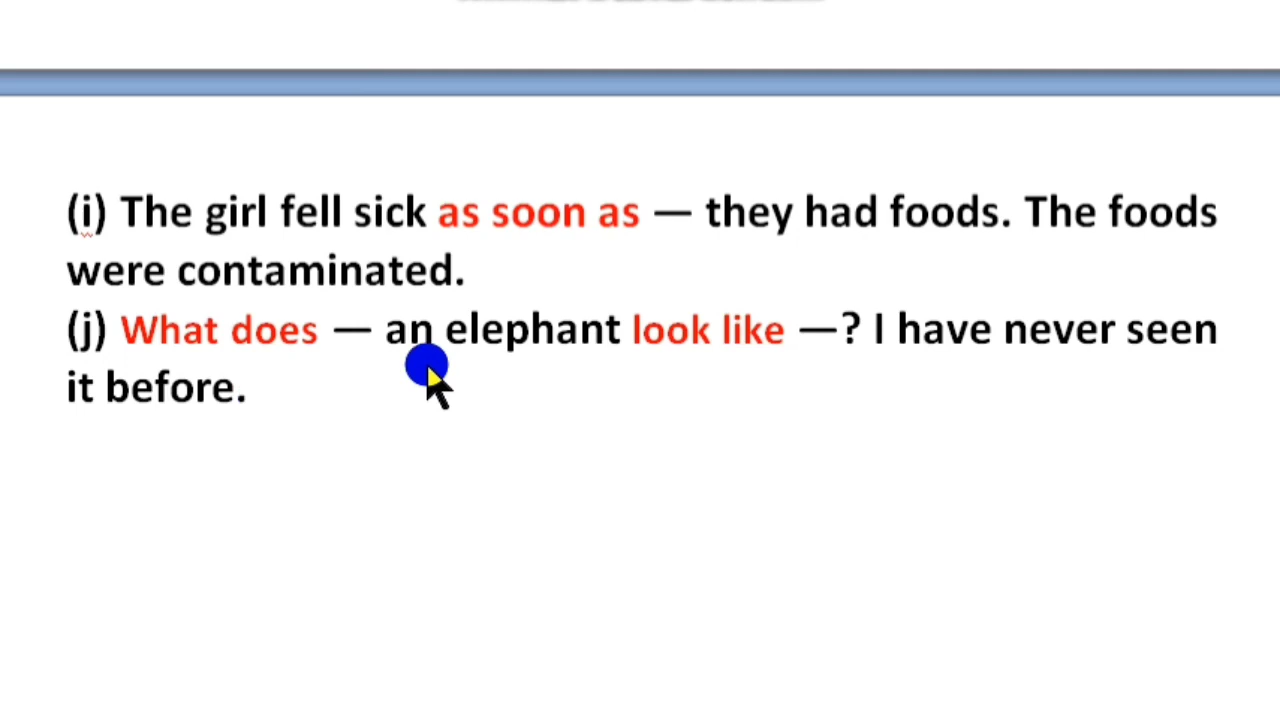 (i) The girl fell sick as soon as — they had foods. The foods
were contaminated.
(j) What does — an elephant look like —? I have never seen
it before.